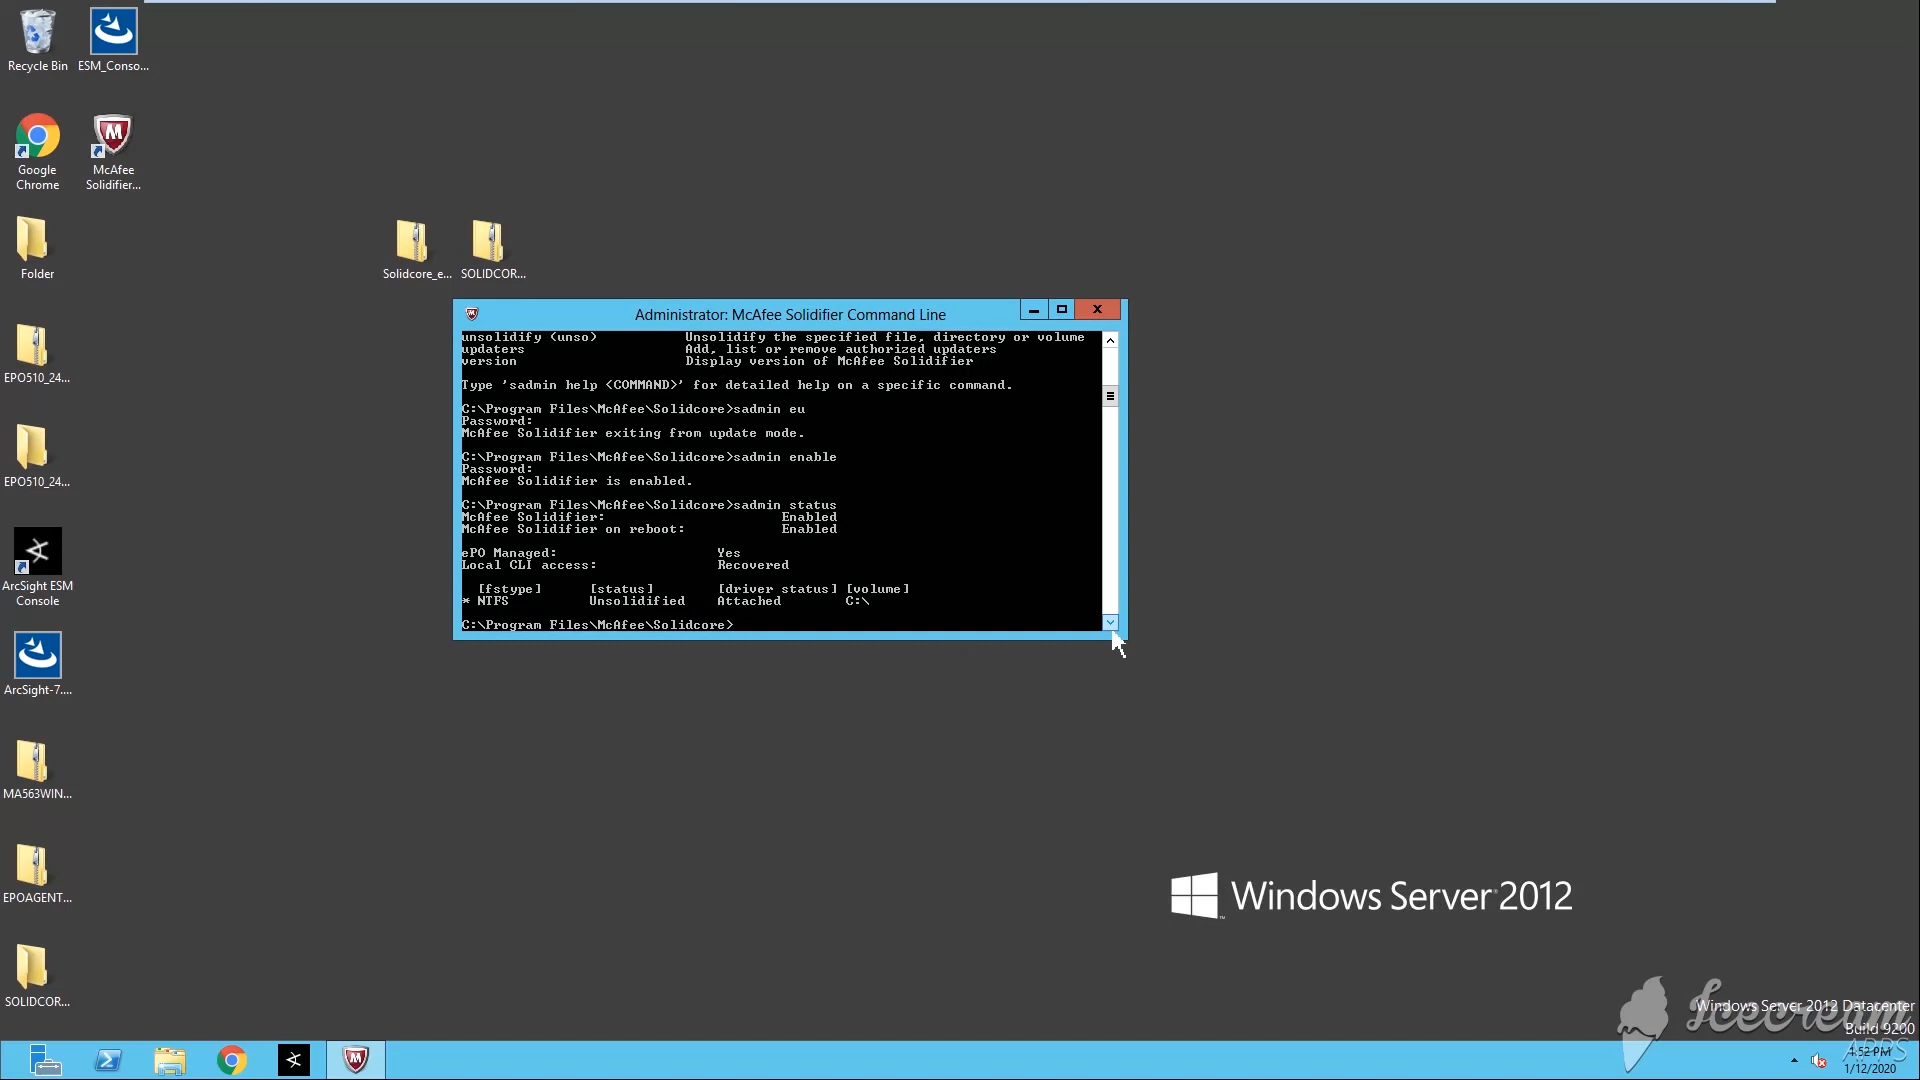 Recycle Bin
ESM_Conso...
Google
Chrome
McAfee
Solidifier...
Folder
Solidcore_e...
SOLIDCOR...
EPO510_24...
EPO510_24...
ArcSight ESM
Console
ArcSight-7....
MA563WIN...
EPOAGENT...
SOLIDCOR...
Administrator: McAfee Solidifier Command Line
unsolidify (unso) Unsolidify the specified file, directory or volume
updaters Add, list or remove authorized updaters
version Display version of McAfee Solidifier
Type 'sadmin help <COMMAND>' for detailed help on a specific command.
C:\Program Files\McAfee\Solidcore>sadmin eu
Password:
McAfee Solidifier exiting from update mode.
C:\Program Files\McAfee\Solidcore>sadmin enable
Password:
McAfee Solidifier is enabled.
C:\Program Files\McAfee\Solidcore>sadmin status
McAfee Solidifier: Enabled
McAfee Solidifier on reboot: Enabled
ePO Managed: Yes
Local CLI access: Recovered
[fstype] [status] [driver status] [volume]
* NTFS Unsolidified Attached C:\
C:\Program Files\McAfee\Solidcore>
Windows Server 2012
Windows Server 2012 Datacenter
Build 9200
Icecream
APPS
4:52 PM
1/12/2020